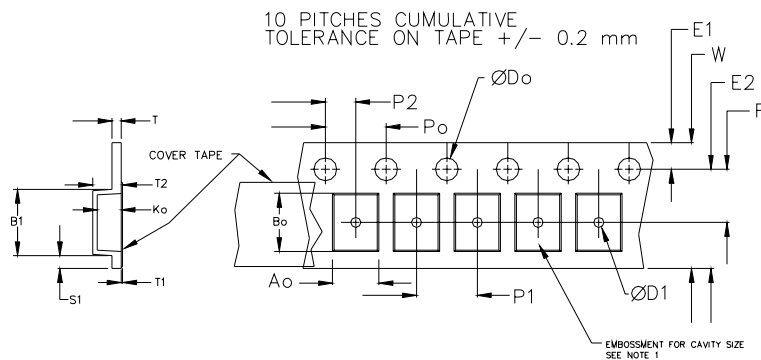 10 PITCHES CUMULATIVE
TOLERANCE ON TAPE +/- 0.2 mm
E1
W
ØDo
E2
P2
F
T
Po
COVER TAPE
T2
B1
Ko
Bo
Ao
S1
T1
P1
ØD1
EMBOSSMENT FOR CAVITY SIZE
SEE NOTE 1